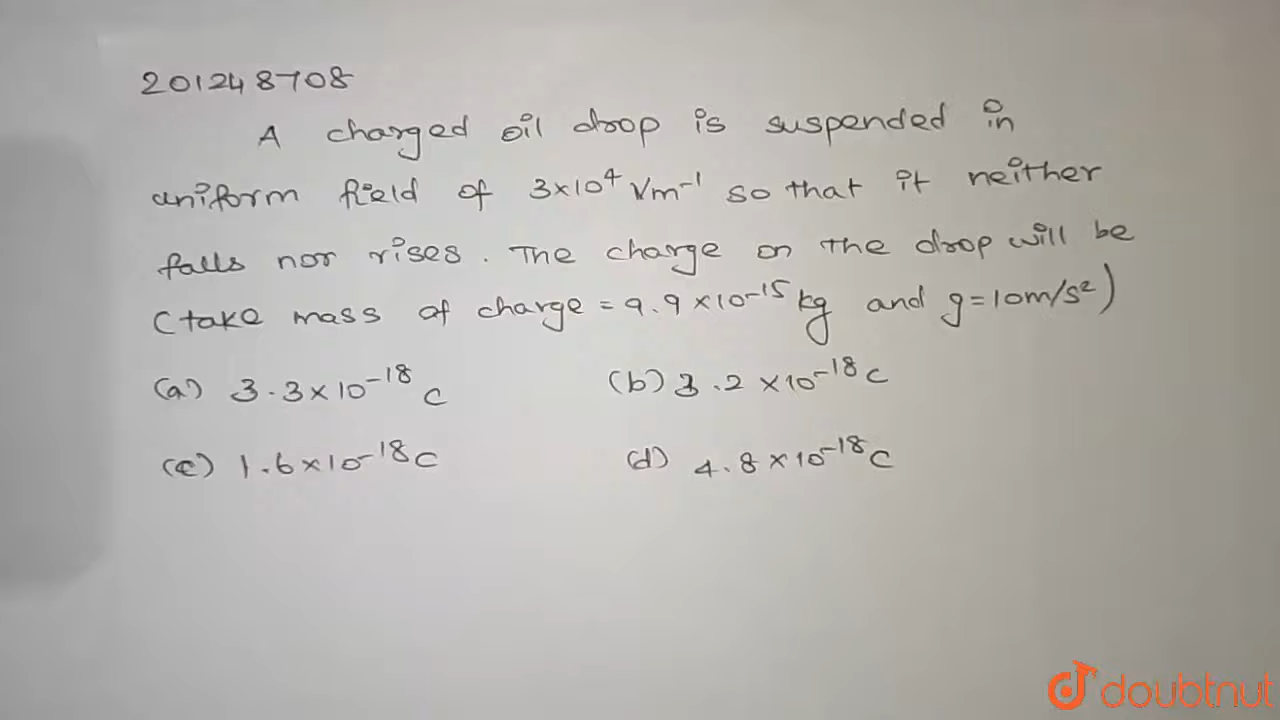 201248708
A charged oil drop is suspended in
uniform field of 3×10⁴ Vm⁻¹ so that it neither
falls nor rises. The charge on the drop will be
(take mass of charge = 9.9×10⁻¹⁵ kg and g=10m/s²)
(a) 3.3×10⁻¹⁸ C (b) 3.2×10⁻¹⁸ C
(c) 1.6×10⁻¹⁸ C (d) 4.8×10⁻¹⁸ C
doubtnut